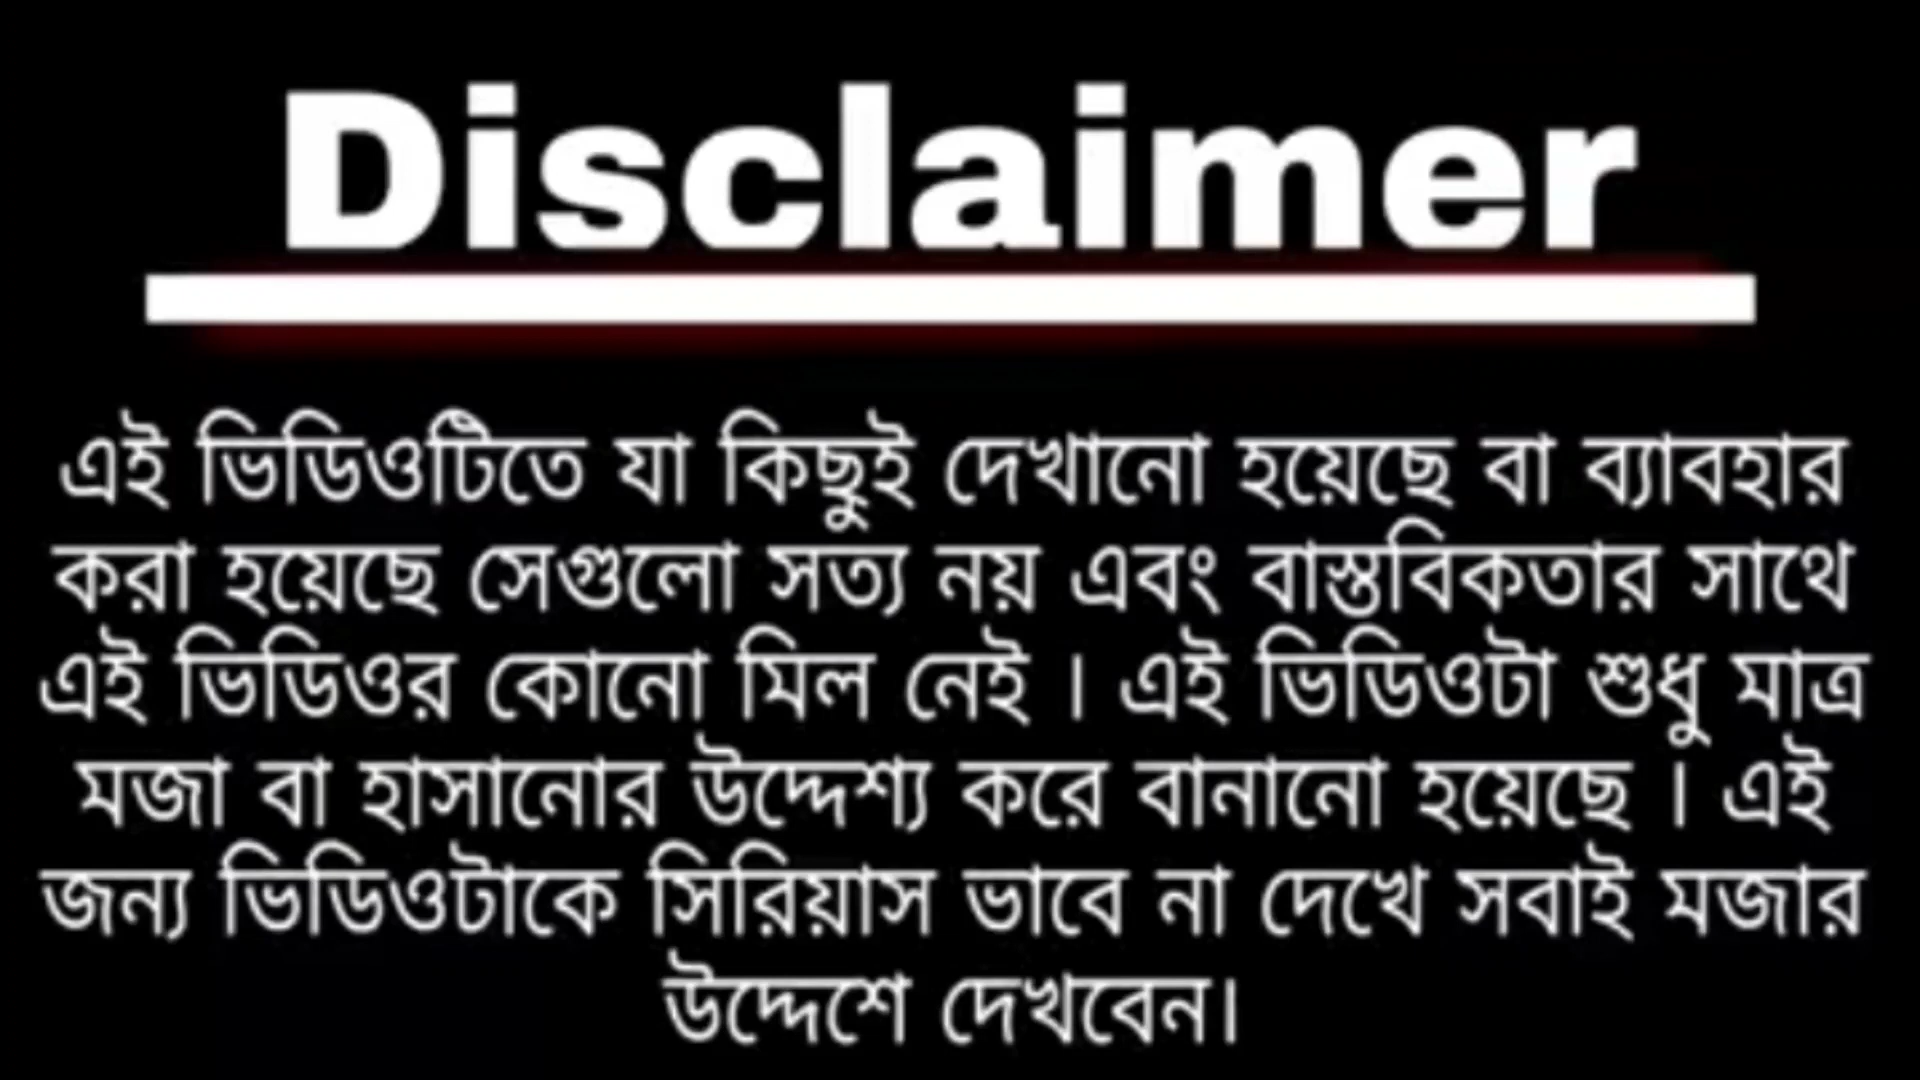 Disclaimer
এই ভিডিওটিতে যা কিছুই দেখানো হয়েছে বা ব্যাবহার
করা হয়েছে সেগুলো সত্য নয় এবং বাস্তবিকতার সাথে
এই ভিডিওর কোনো মিল নেই । এই ভিডিওটা শুধু মাত্র
মজা বা হাসানোর উদ্দেশ্য করে বানানো হয়েছে । এই
জন্য ভিডিওটাকে সিরিয়াস ভাবে না দেখে সবাই মজার
উদ্দেশে দেখবেন।